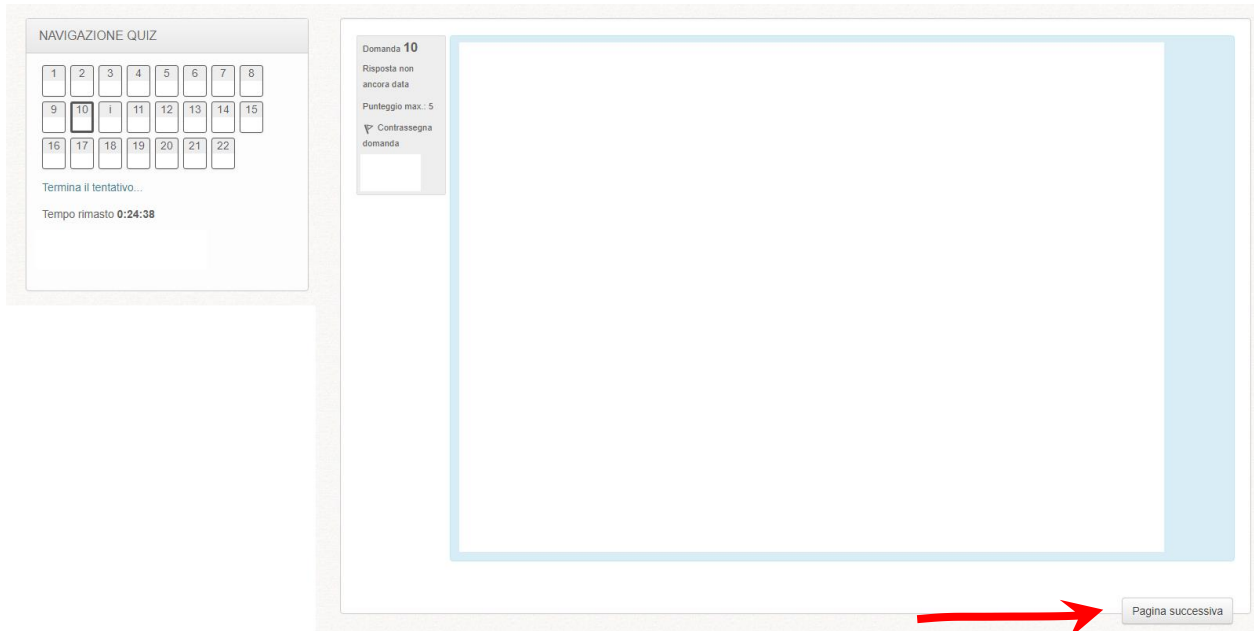 NAVIGAZIONE QUIZ
1 2 3 4 5 6 7 8
9 10 i 11 12 13 14 15
16 17 18 19 20 21 22
Termina il tentativo...
Tempo rimasto 0:24:38
Domanda 10
Risposta non
ancora data
Punteggio max.: 5
Contrassegna
domanda
Pagina successiva